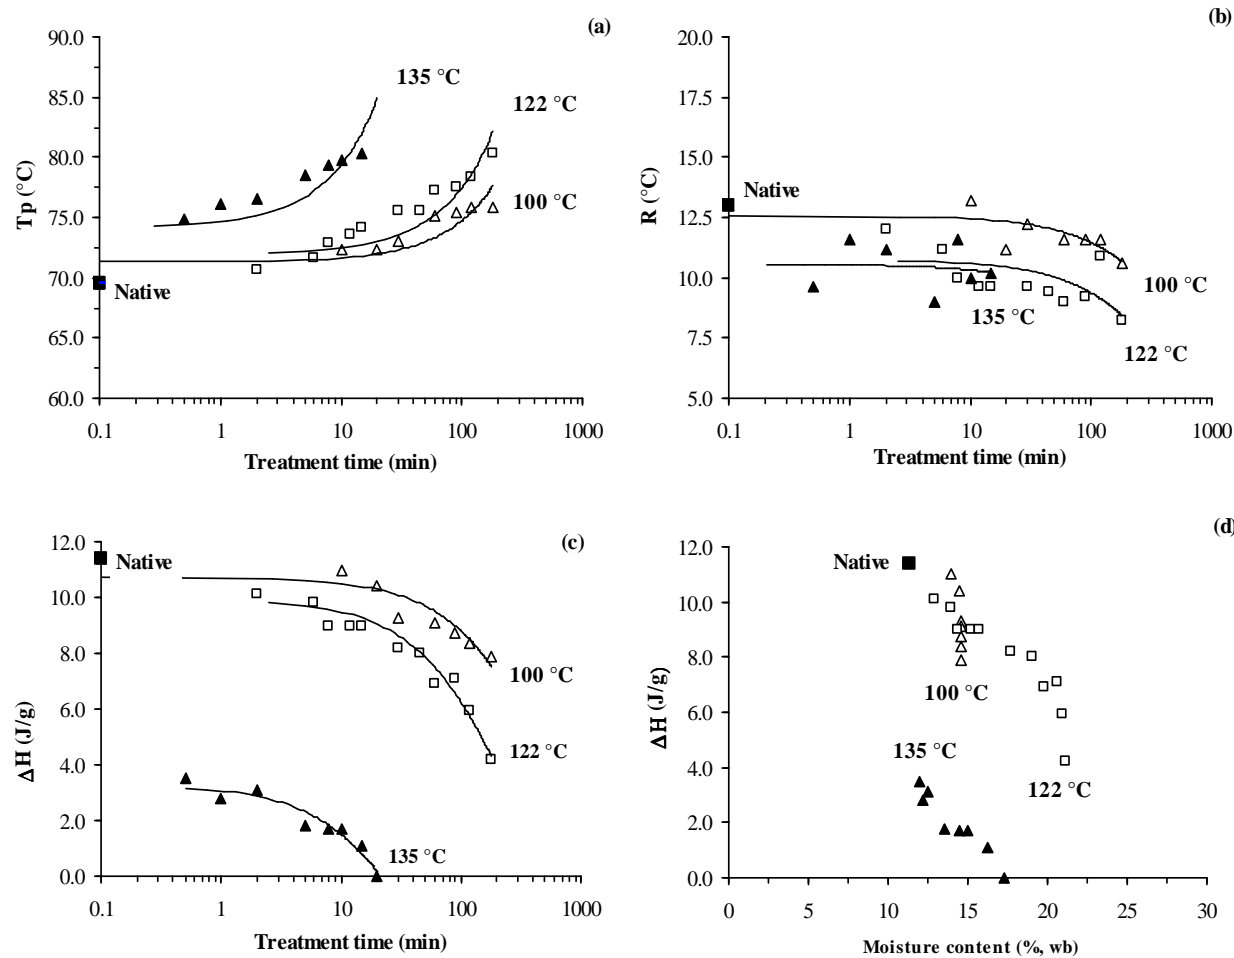 (a)
90.0
85.0
80.0
75.0
70.0
65.0
60.0
Tp (°C)
135 °C
122 °C
100 °C
Native
0.1 1 10 100 1000
Treatment time (min)
(b)
20.0
17.5
15.0
12.5
10.0
7.5
5.0
R (°C)
Native
100 °C
135 °C
122 °C
0.1 1 10 100 1000
Treatment time (min)
(c)
12.0
10.0
8.0
6.0
4.0
2.0
0.0
ΔH (J/g)
Native
100 °C
122 °C
135 °C
0.1 1 10 100 1000
Treatment time (min)
(d)
12.0
10.0
8.0
6.0
4.0
2.0
0.0
ΔH (J/g)
Native
100 °C
135 °C
122 °C
0 5 10 15 20 25 30
Moisture content (%, wb)